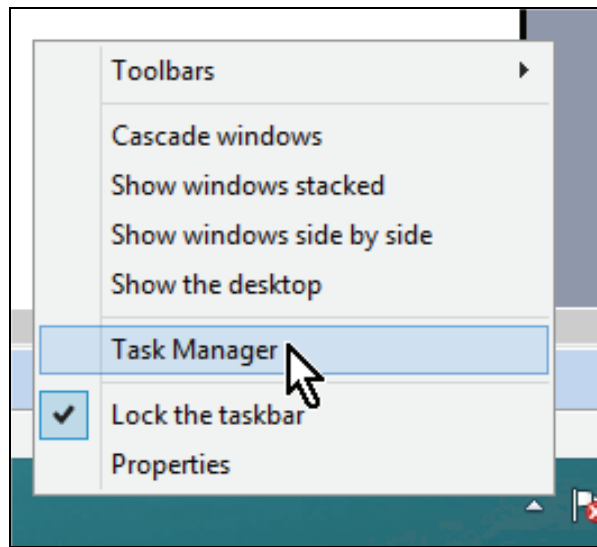 Toolbars
Cascade windows
Show windows stacked
Show windows side by side
Show the desktop
Task Manager
Lock the taskbar
Properties